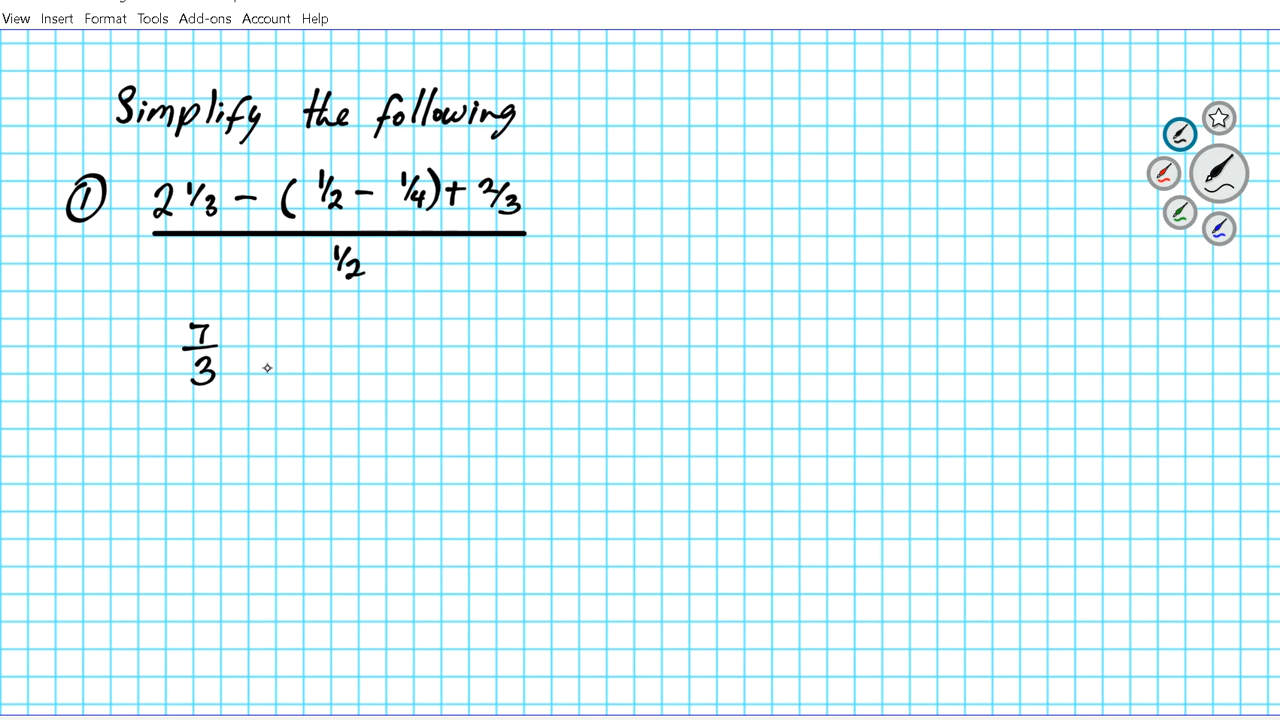 View Insert Format Tools Add-ons Account Help
Simplify the following
① 2 1/3 - ( 1/2 - 1/4) + 2/3
1/2
7
3